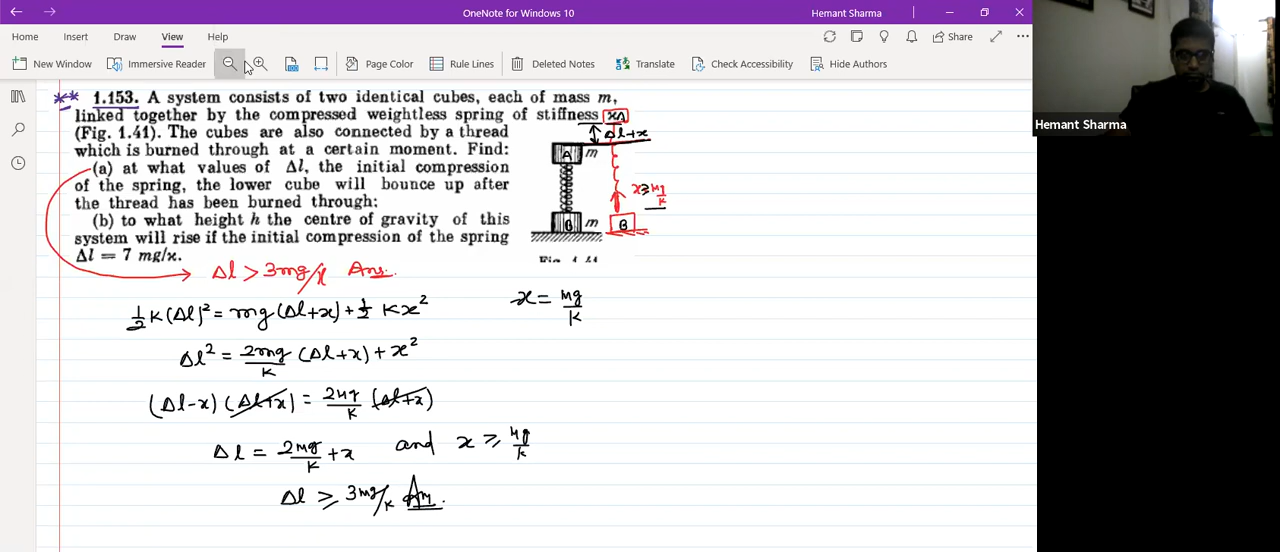 OneNote for Windows 10
Hemant Sharma
Home Insert Draw View Help
Share
New Window Immersive Reader Page Color Rule Lines Deleted Notes Translate Check Accessibility Hide Authors
** 1.153. A system consists of two identical cubes, each of mass m,
linked together by the compressed weightless spring of stiffness ϰ
(Fig. 1.41). The cubes are also connected by a thread
which is burned through at a certain moment. Find:
(a) at what values of Δl, the initial compression
of the spring, the lower cube will bounce up after
the thread has been burned through:
(b) to what height h the centre of gravity of this
system will rise if the initial compression of the spring
Δl = 7 mg/ϰ.
A
Δl+x
A m
x ≥ mg/k
B m
B
Fig. 1.41
Δl > 3mg/ϰ Ans.
½ K(Δl)² = mg (Δl+x) + ½ Kx²
x = mg/K
Δl² = 2mg/K (Δl+x) + x²
(Δl-x) (Δl+x) = 2mg/K (Δl+x)
Δl = 2mg/K + x and x ≥ mg/K
Δl ≥ 3mg/K Ans.
Hemant Sharma